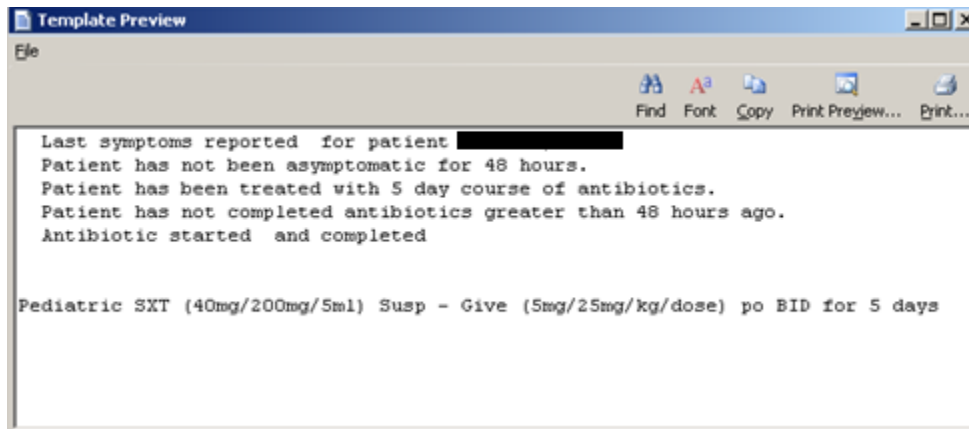 Template Preview
File
Find Font Copy Print Preview... Print...
Last symptoms reported  for patient
Patient has not been asymptomatic for 48 hours.
Patient has been treated with 5 day course of antibiotics.
Patient has not completed antibiotics greater than 48 hours ago.
Antibiotic started  and completed
Pediatric SXT (40mg/200mg/5ml) Susp - Give (5mg/25mg/kg/dose) po BID for 5 days